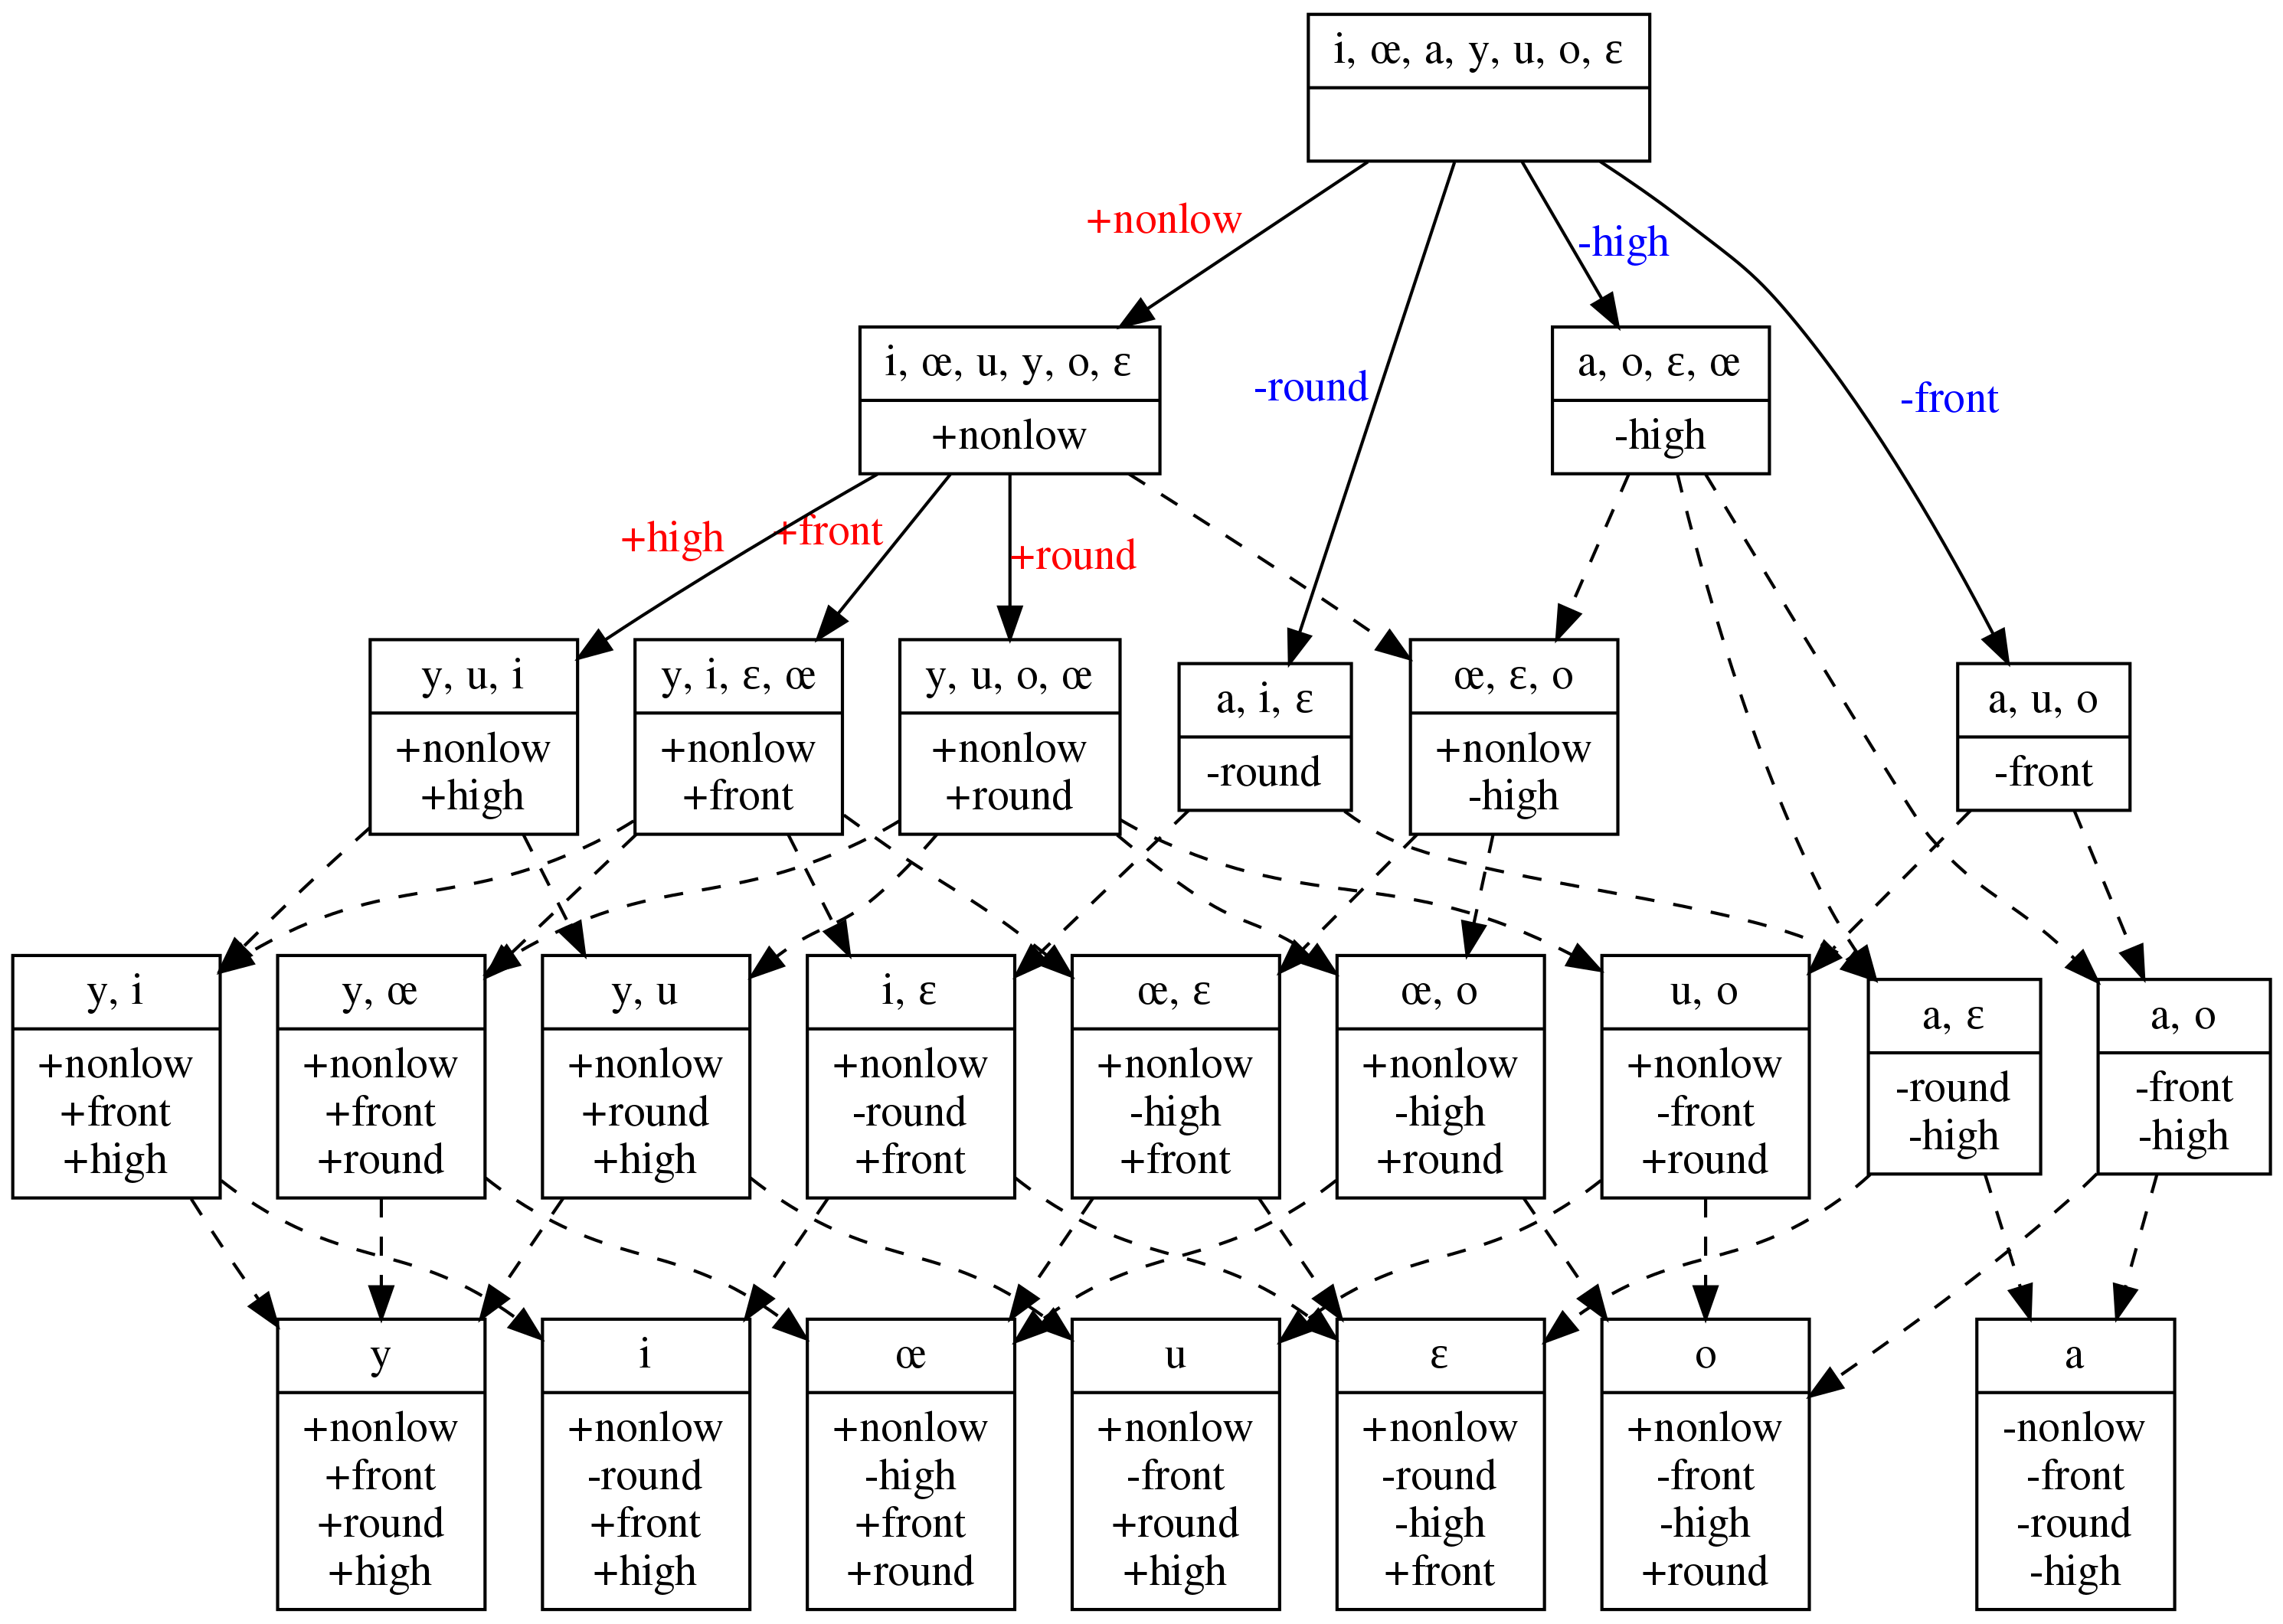 i, œ, a, y, u, o, ɛ
+nonlow
-high
-round
-front
i, œ, u, y, o, ɛ
+nonlow
a, o, ɛ, œ
-high
+high
+front
+round
y, u, i
+nonlow
+high
y, i, ɛ, œ
+nonlow
+front
y, u, o, œ
+nonlow
+round
a, i, ɛ
-round
œ, ɛ, o
+nonlow
-high
a, u, o
-front
y, i
+nonlow
+front
+high
y, œ
+nonlow
+front
+round
y, u
+nonlow
+round
+high
i, ɛ
+nonlow
-round
+front
œ, ɛ
+nonlow
-high
+front
œ, o
+nonlow
-high
+round
u, o
+nonlow
-front
+round
a, ɛ
-round
-high
a, o
-front
-high
y
+nonlow
+front
+round
+high
i
+nonlow
-round
+front
+high
œ
+nonlow
-high
+front
+round
u
+nonlow
-front
+round
+high
ɛ
+nonlow
-round
-high
+front
o
+nonlow
-front
-high
+round
a
-nonlow
-front
-round
-high